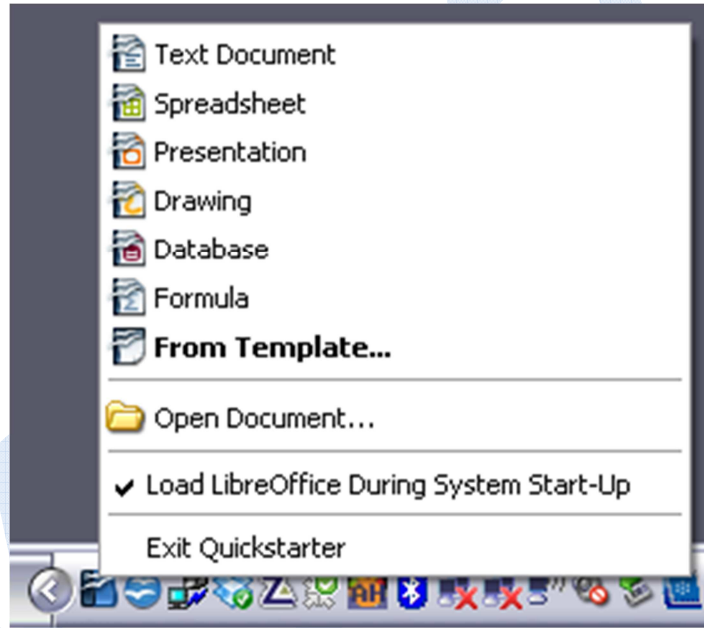 Text Document
Spreadsheet
Presentation
Drawing
Database
Formula
From Template...
Open Document...
Load LibreOffice During System Start-Up
Exit Quickstarter
AH